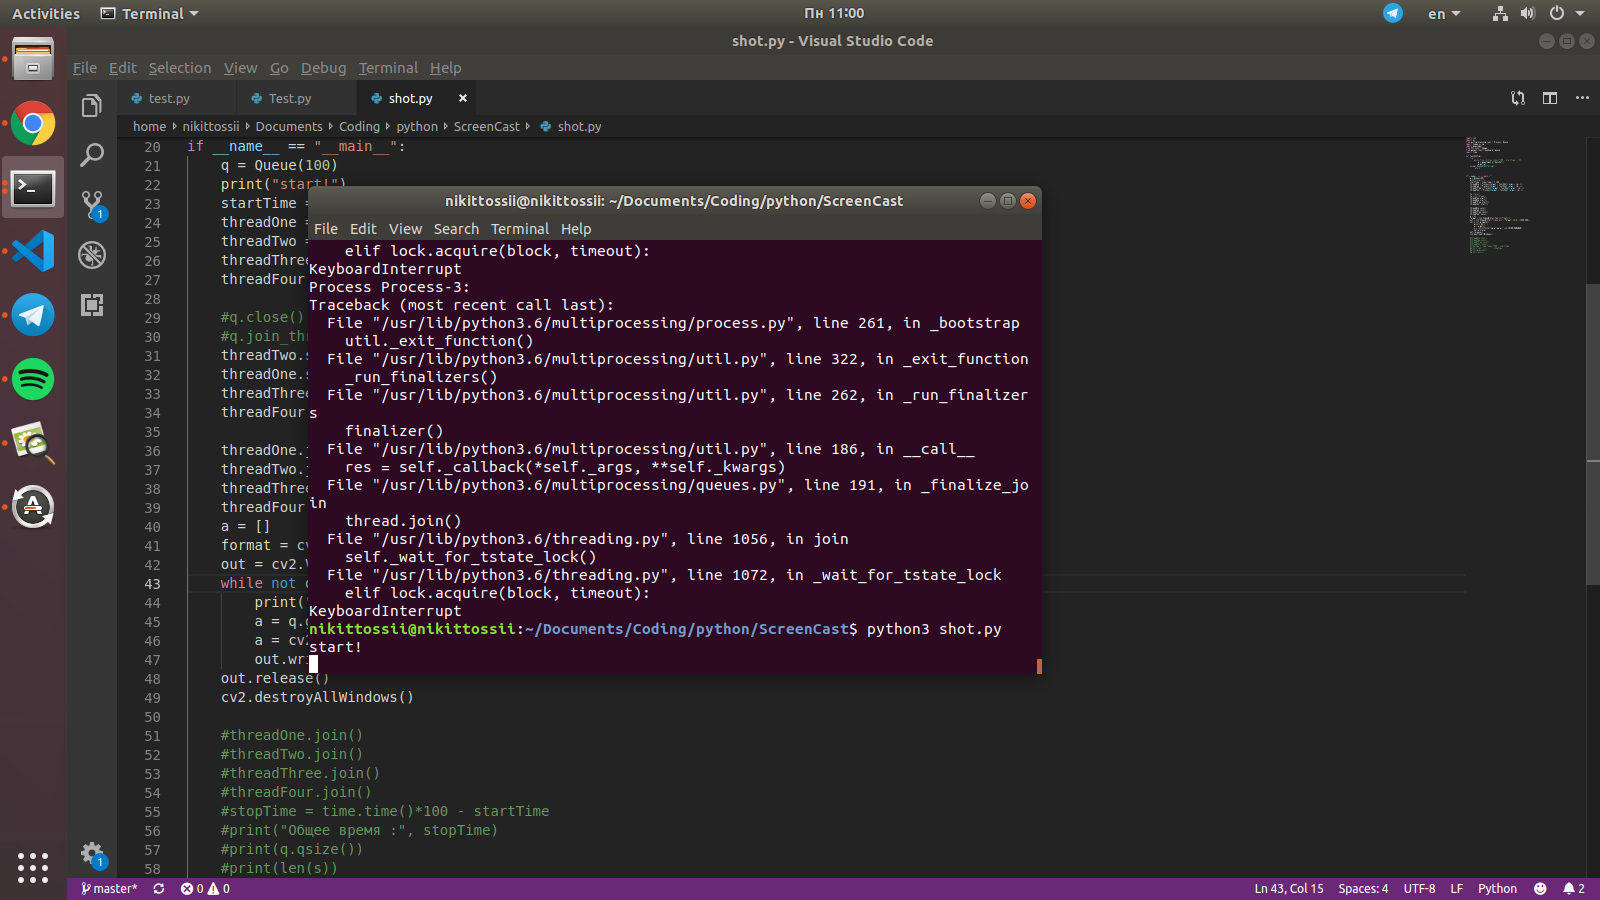 Activities
Terminal
Пн 11:00
en
shot.py - Visual Studio Code
File Edit Selection View Go Debug Terminal Help
test.py
Test.py
shot.py
home nikittossii Documents Coding python ScreenCast shot.py
20 if __name__ == "__main__":
21 q = Queue(100)
22 print("start!")
23 startTime =
24 threadOne =
25 threadTwo =
26 threadThree
27 threadFour
28
29 #q.close()
30 #q.join_thr
31 threadTwo.s
32 threadOne.s
33 threadThree
34 threadFour
35
36 threadOne.j
37 threadTwo.j
38 threadThree
39 threadFour
40 a = []
41 format = cv
42 out = cv2.V
43 while not q
44 print('
45 a = q.g
46 a = cv2
47 out.wri
48 out.release()
49 cv2.destroyAllWindows()
50
51 #threadOne.join()
52 #threadTwo.join()
53 #threadThree.join()
54 #threadFour.join()
55 #stopTime = time.time()*100 - startTime
56 #print("Общее время :", stopTime)
57 #print(q.qsize())
58 #print(len(s))
nikittossii@nikittossii: ~/Documents/Coding/python/ScreenCast
File Edit View Search Terminal Help
elif lock.acquire(block, timeout):
KeyboardInterrupt
Process Process-3:
Traceback (most recent call last):
File "/usr/lib/python3.6/multiprocessing/process.py", line 261, in _bootstrap
util._exit_function()
File "/usr/lib/python3.6/multiprocessing/util.py", line 322, in _exit_function
_run_finalizers()
File "/usr/lib/python3.6/multiprocessing/util.py", line 262, in _run_finalizer
s
finalizer()
File "/usr/lib/python3.6/multiprocessing/util.py", line 186, in __call__
res = self._callback(*self._args, **self._kwargs)
File "/usr/lib/python3.6/multiprocessing/queues.py", line 191, in _finalize_jo
in
thread.join()
File "/usr/lib/python3.6/threading.py", line 1056, in join
self._wait_for_tstate_lock()
File "/usr/lib/python3.6/threading.py", line 1072, in _wait_for_tstate_lock
elif lock.acquire(block, timeout):
KeyboardInterrupt
nikittossii@nikittossii:~/Documents/Coding/python/ScreenCast$ python3 shot.py
start!
1
1
master* 0 0
Ln 43, Col 15 Spaces: 4 UTF-8 LF Python 2